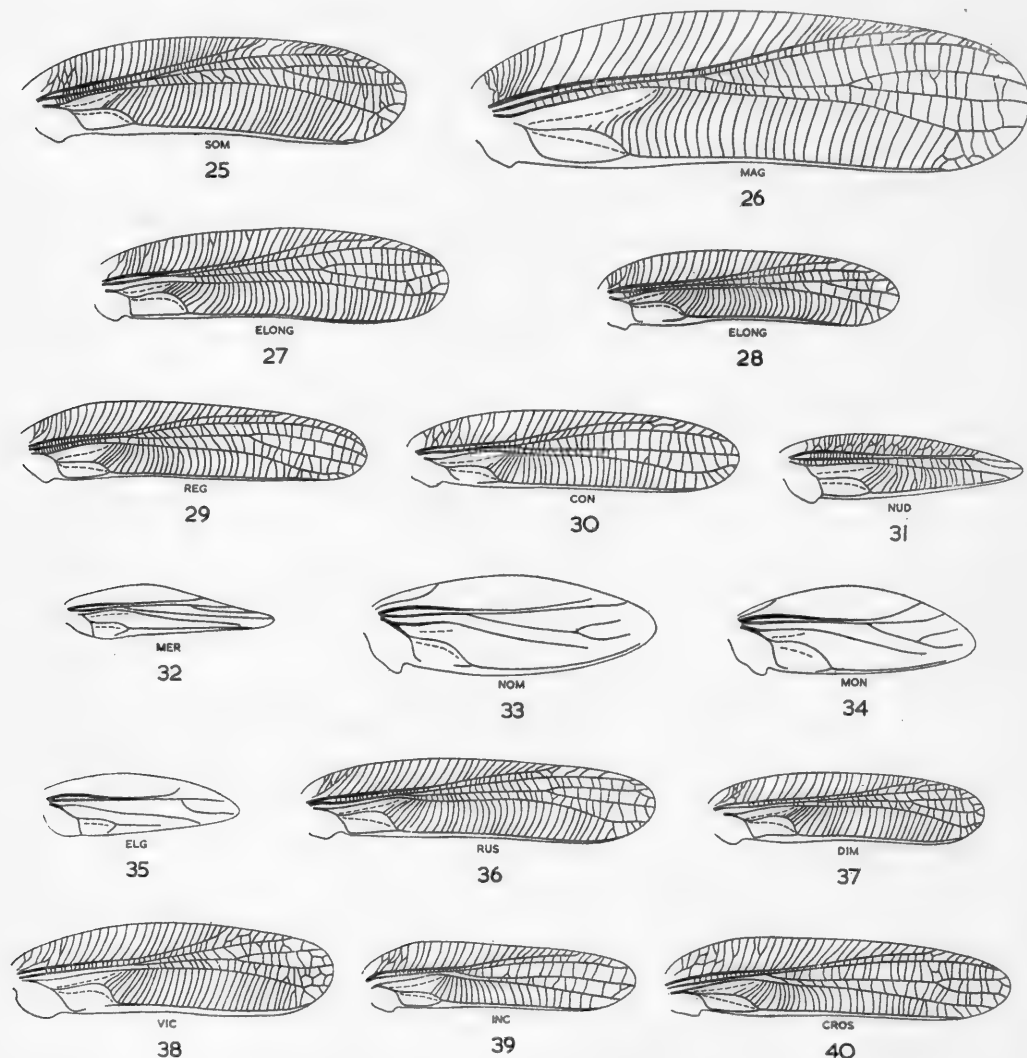 SOM
25
MAG
26
ELONG
27
ELONG
28
REG
29
CON
30
NUD
31
MER
32
NOM
33
MON
34
ELG
35
RUS
36
DIM
37
VIC
38
INC
39
CROS
40